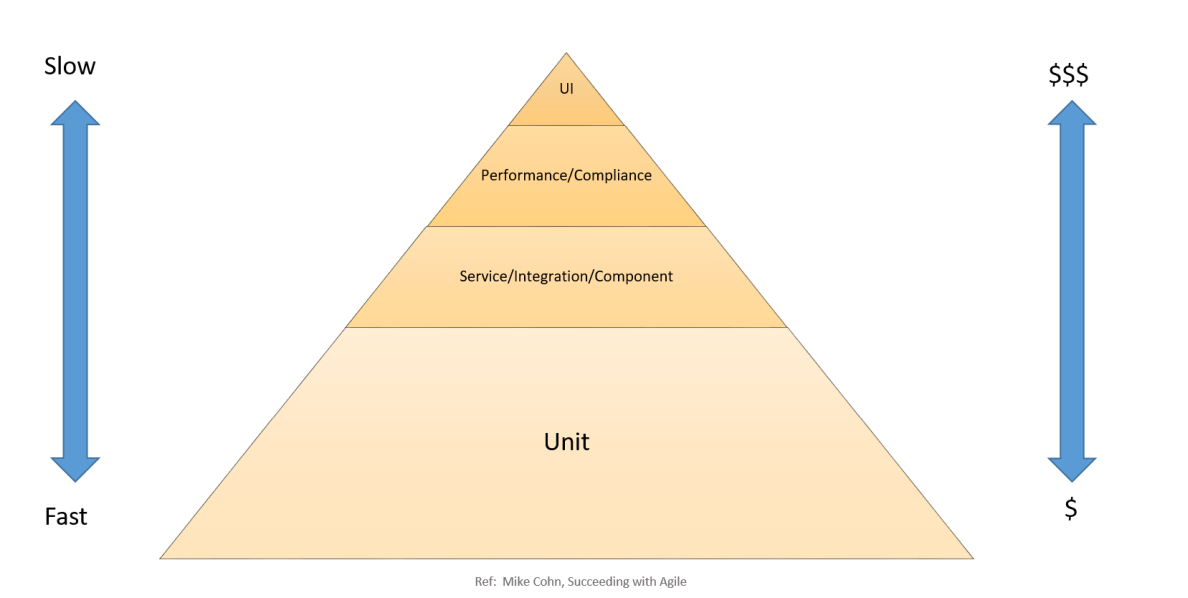 Slow
$$$
UI
Performance/Compliance
Service/Integration/Component
Unit
Fast
$
Ref:  Mike Cohn, Succeeding with Agile